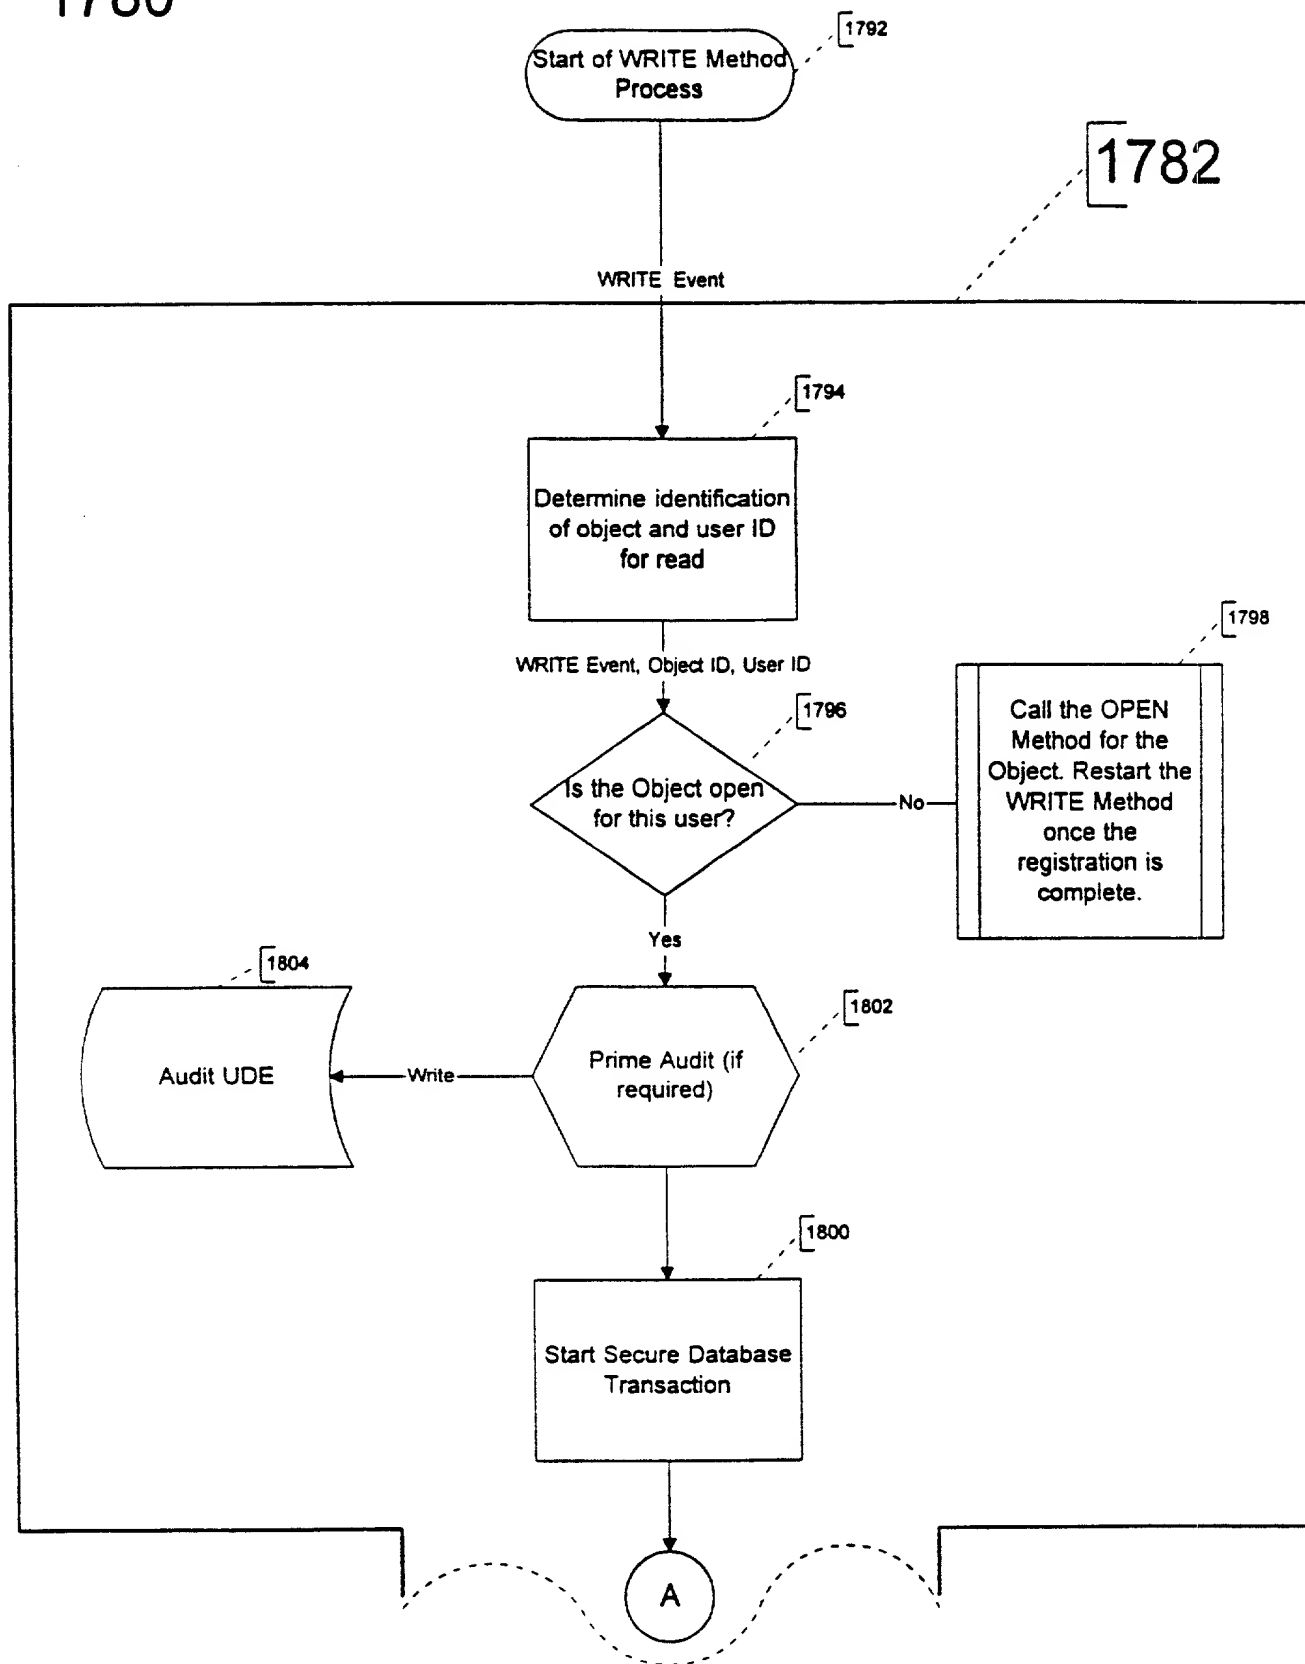 1780
1792
Start of WRITE Method
Process
1782
WRITE Event
1794
Determine identification
of object and user ID
for read
1798
WRITE Event, Object ID, User ID
1796
Call the OPEN
Method for the
Object. Restart the
WRITE Method
once the
registration is
complete.
Is the Object open
for this user?
No
Yes
1804
1802
Audit UDE
Write
Prime Audit (if
required)
1800
Start Secure Database
Transaction
A